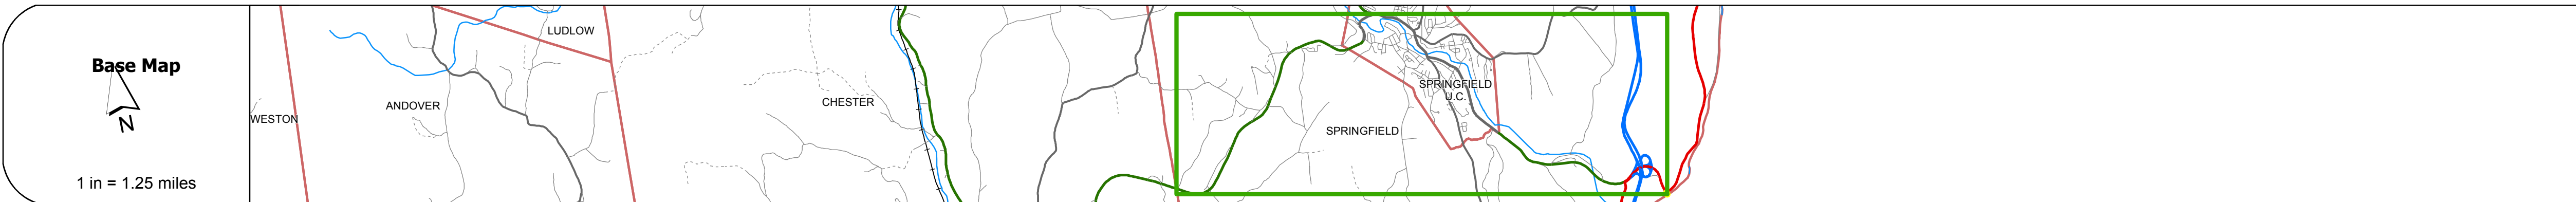 Base Map
N
1 in = 1.25 miles
WESTON
ANDOVER
LUDLOW
CHESTER
SPRINGFIELD
SPRINGFIELD
U.C.